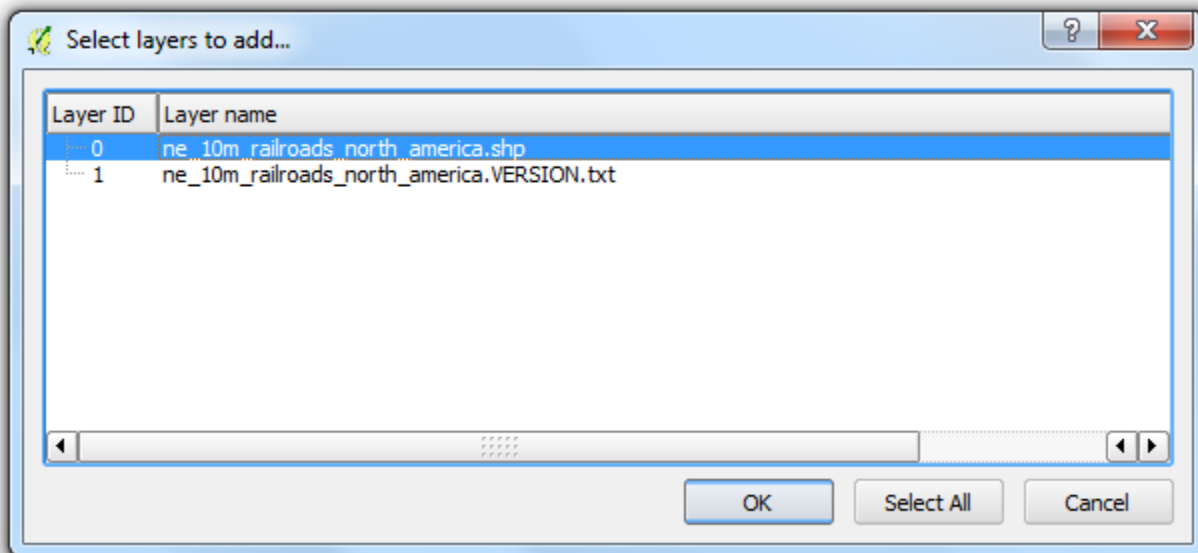 Select layers to add...
Layer ID Layer name
0 ne_10m_railroads_north_america.shp
1 ne_10m_railroads_north_america.VERSION.txt
OK Select All Cancel